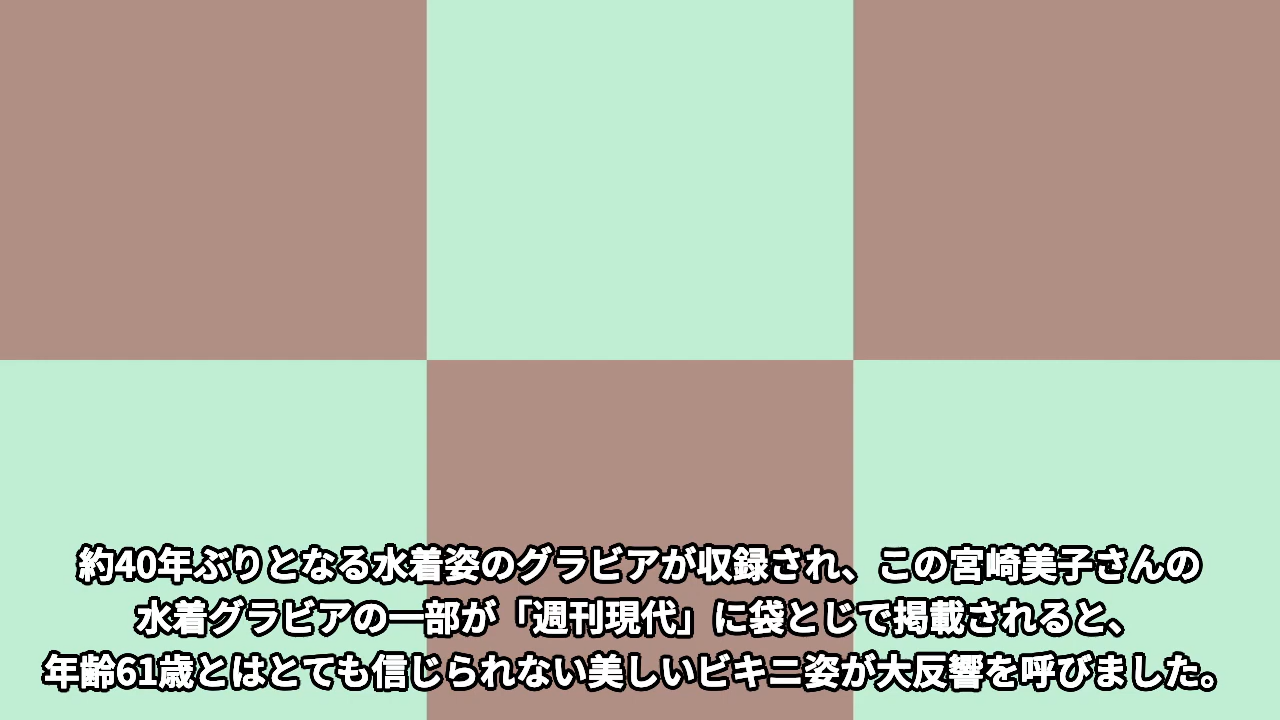 約40年ぶりとなる水着姿のグラビアが収録され、この宮崎美子さんの
水着グラビアの一部が「週刊現代」に袋とじで掲載されると、
年齢61歳とはとても信じられない美しいビキニ姿が大反響を呼びました。